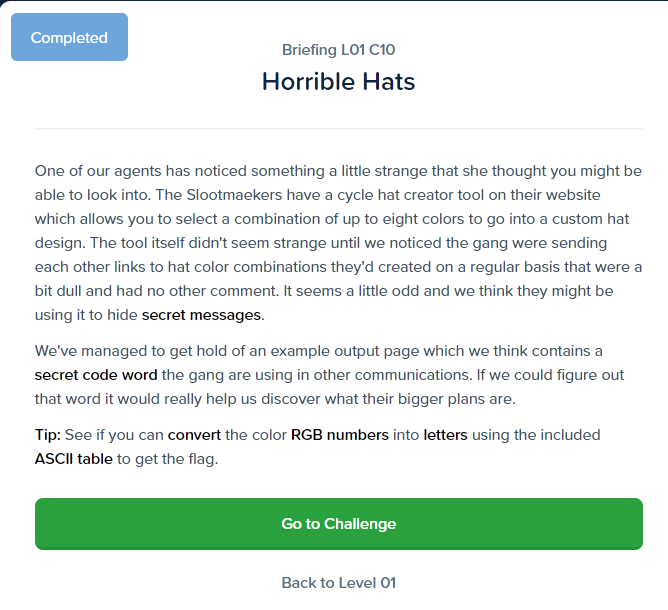 Completed
Briefing L01 C10
Horrible Hats
One of our agents has noticed something a little strange that she thought you might be
able to look into. The Slootmaekers have a cycle hat creator tool on their website
which allows you to select a combination of up to eight colors to go into a custom hat
design. The tool itself didn't seem strange until we noticed the gang were sending
each other links to hat color combinations they'd created on a regular basis that were a
bit dull and had no other comment. It seems a little odd and we think they might be
using it to hide secret messages.
We've managed to get hold of an example output page which we think contains a
secret code word the gang are using in other communications. If we could figure out
that word it would really help us discover what their bigger plans are.
Tip: See if you can convert the color RGB numbers into letters using the included
ASCII table to get the flag.
Go to Challenge
Back to Level 01